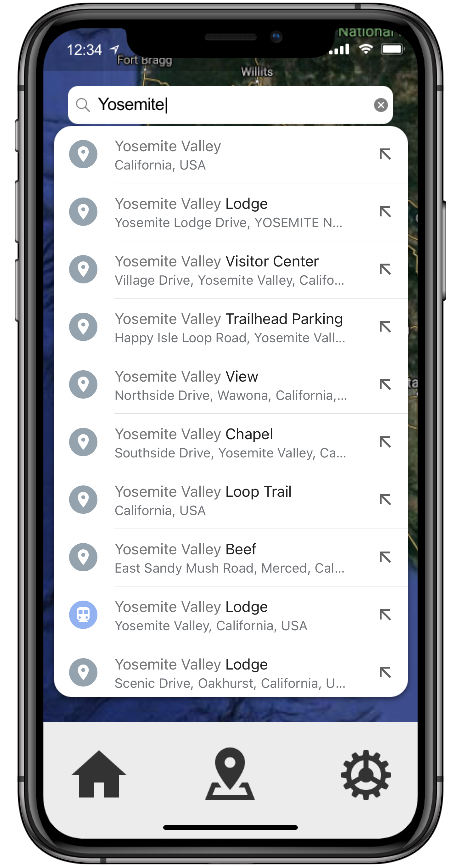 National
12:34
Fort Bragg
Willits
Yosemite
Yosemite Valley
California, USA
Yosemite Valley Lodge
Yosemite Lodge Drive, YOSEMITE N...
Yosemite Valley Visitor Center
Village Drive, Yosemite Valley, Califo...
Yosemite Valley Trailhead Parking
Happy Isle Loop Road, Yosemite Vall...
Yosemite Valley View
Northside Drive, Wawona, California,...
Yosemite Valley Chapel
Southside Drive, Yosemite Valley, Ca...
Yosemite Valley Loop Trail
California, USA
Yosemite Valley Beef
East Sandy Mush Road, Merced, Cal...
Yosemite Valley Lodge
Yosemite Valley, California, USA
Yosemite Valley Lodge
Scenic Drive, Oakhurst, California, U...